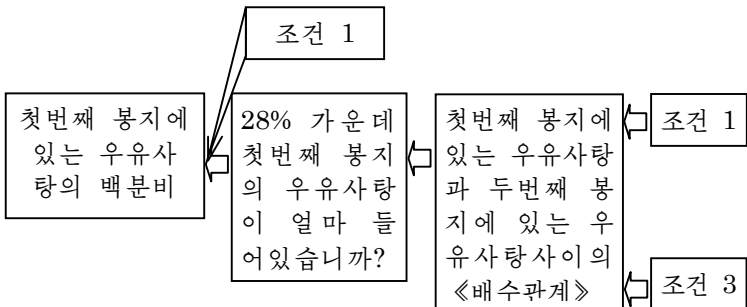 조건 1
첫번째 봉지에
있는 우유사
탕의 백분비
28% 가운데
첫번째 봉지
의 우유사탕
이 얼마 들
어있습니까?
첫번째 봉지에
있는 우유사탕
과 두번째 봉
지에 있는 우
유사탕사이의
《배수관계》
조건 1
조건 3